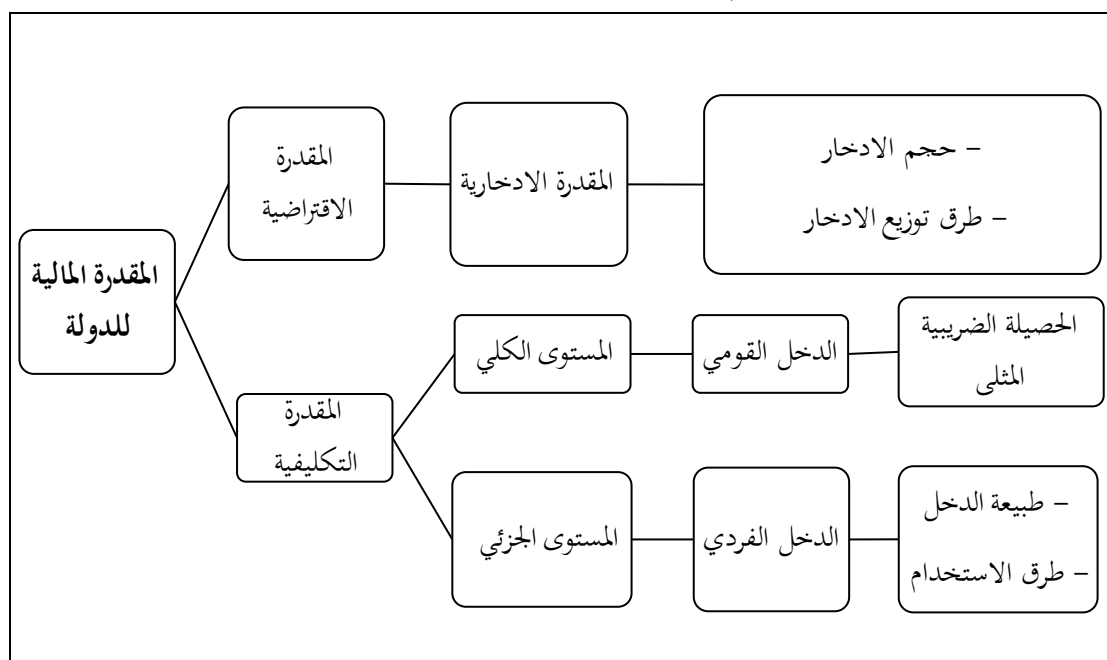 المقدرة المالية
للدولة
المقدرة
الاقتراضية
المقدرة الادخارية
– حجم الادخار
– طرق توزيع الادخار
المقدرة
التكليفية
المستوى الكلي
الدخل القومي
الحصيلة الضريبية
المثلى
المستوى الجزئي
الدخل الفردي
– طبيعة الدخل
– طرق الاستخدام